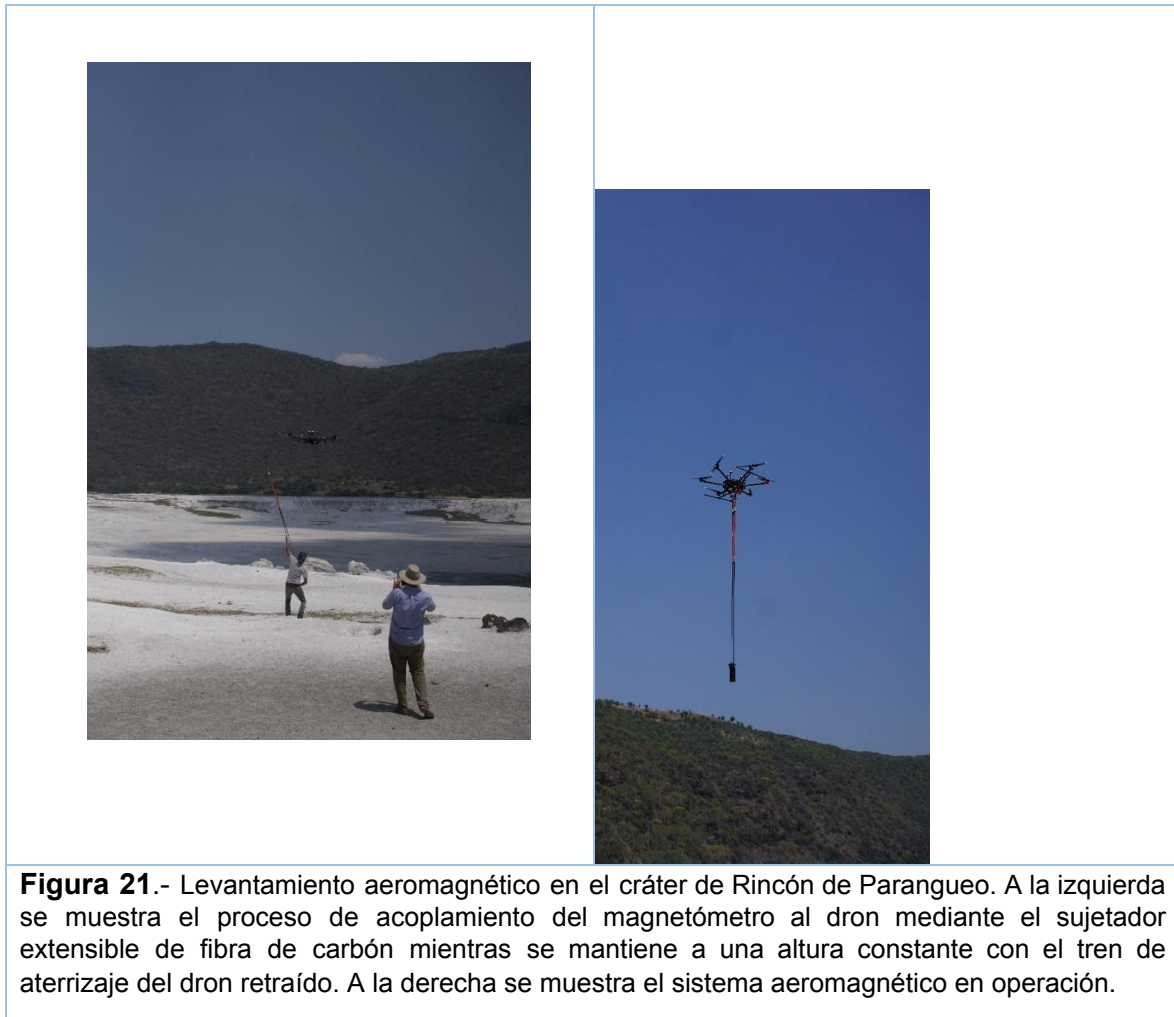 Figura 21.- Levantamiento aeromagnético en el cráter de Rincón de Parangueo. A la izquierda
se muestra el proceso de acoplamiento del magnetómetro al dron mediante el sujetador
extensible de fibra de carbón mientras se mantiene a una altura constante con el tren de
aterrizaje del dron retraído. A la derecha se muestra el sistema aeromagnético en operación.